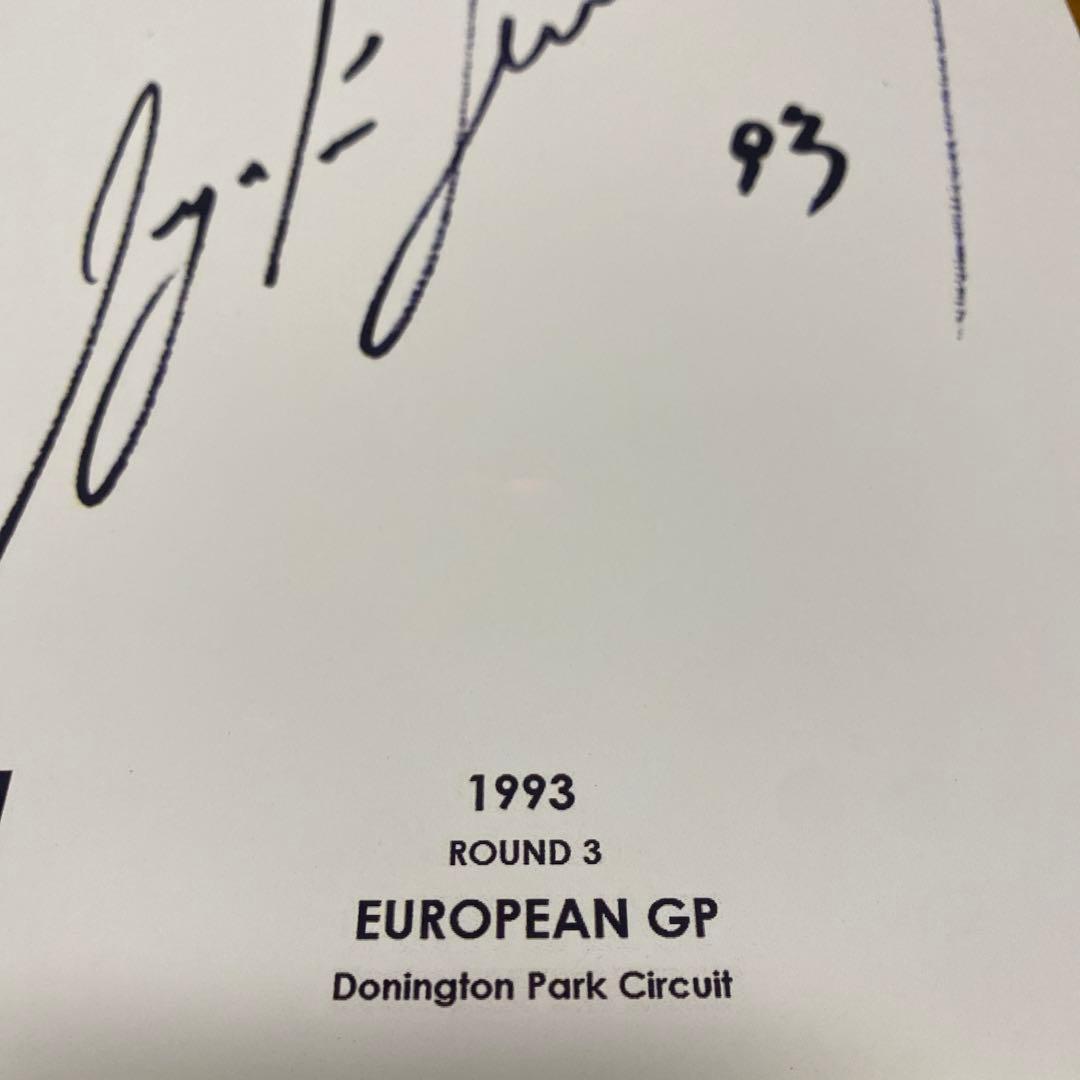 93
1993
ROUND 3
EUROPEAN GP
Donington Park Circuit